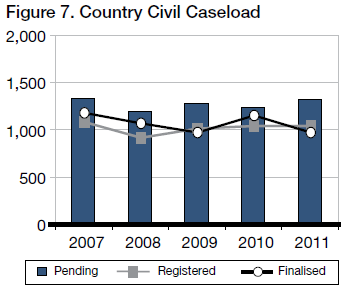 Figure 7. Country Civil Caseload
2,000
1,500
1,000
500
0
2007 2008 2009 2010 2011
Pending Registered Finalised